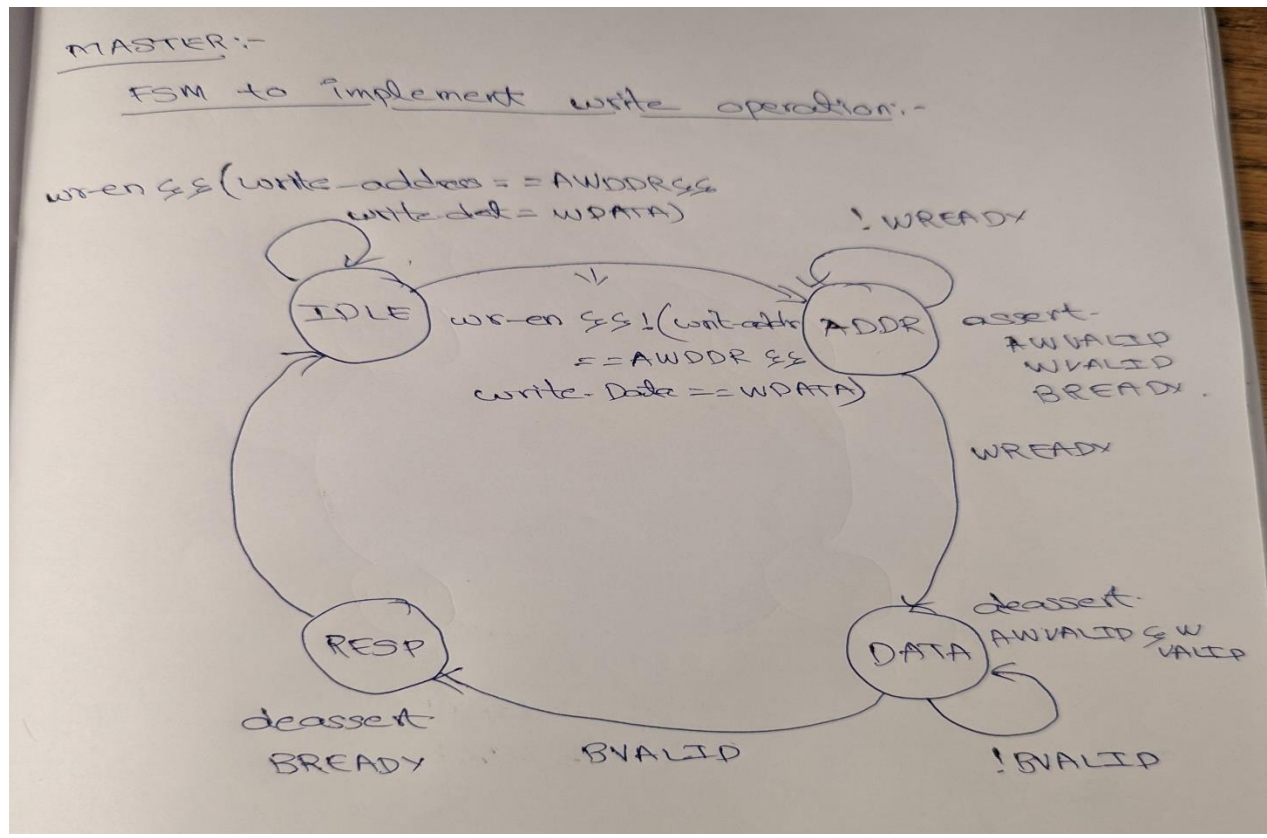 MASTER:-
FSM to implement write operation:-
wr-en && (write-address == AWDDR &&
write-dat = WDATA)
! WREADY
IDLE
wr-en && ! (writ-addr
== AWDDR &&
write-Data == WDATA)
ADDR
assert-
AWVALID
WVALID
BREADY.
WREADY
deassert-
AWVALID & W
VALID
DATA
! BVALID
BVALID
RESP
deassert-
BREADY